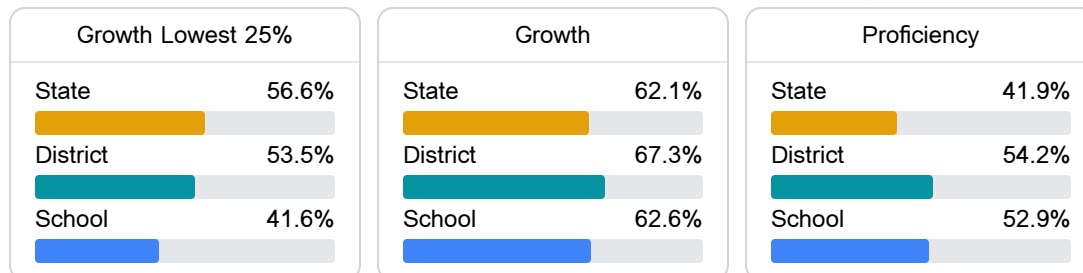 Growth Lowest 25%
State 56.6%
District 53.5%
School 41.6%
Growth
State 62.1%
District 67.3%
School 62.6%
Proficiency
State 41.9%
District 54.2%
School 52.9%